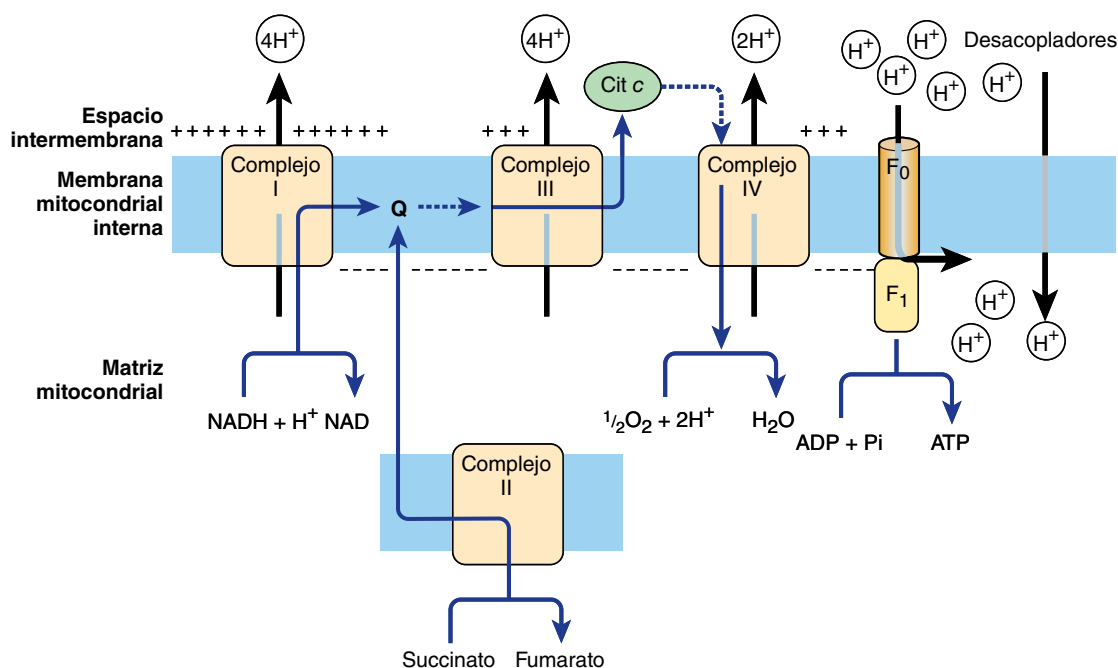 4H⁺
4H⁺
2H⁺
H⁺
H⁺
H⁺
H⁺
H⁺
Desacopladores
Cit c
Espacio
intermembrana
++++++
++++++
+++
+++
Complejo
I
Complejo
III
Complejo
IV
F₀
Membrana
mitocondrial
interna
Q
F₁
H⁺
H⁺
H⁺
Matriz
mitocondrial
NADH + H⁺ NAD
½O₂ + 2H⁺
H₂O
ADP + Pi
ATP
Complejo
II
Succinato
Fumarato